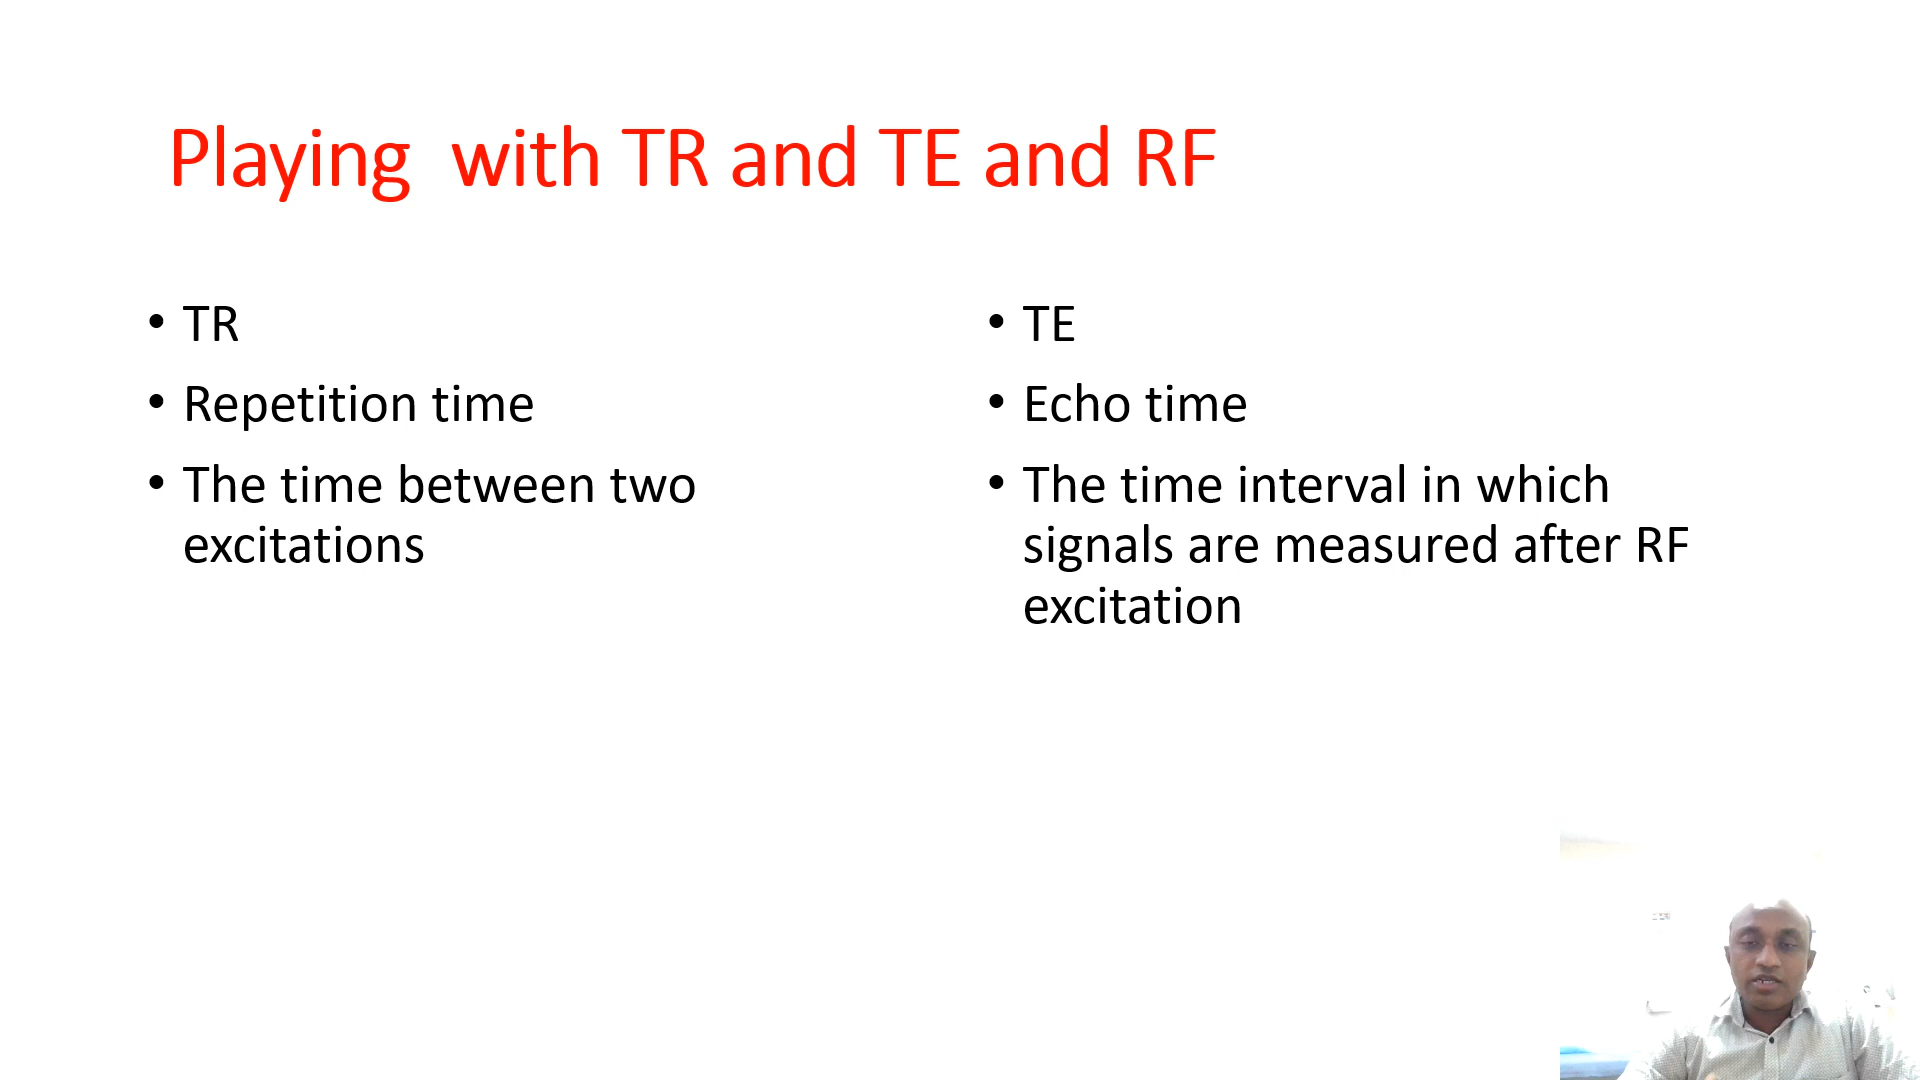 Playing  with TR and TE and RF
• TR
• Repetition time
• The time between two
excitations
• TE
• Echo time
• The time interval in which
signals are measured after RF
excitation